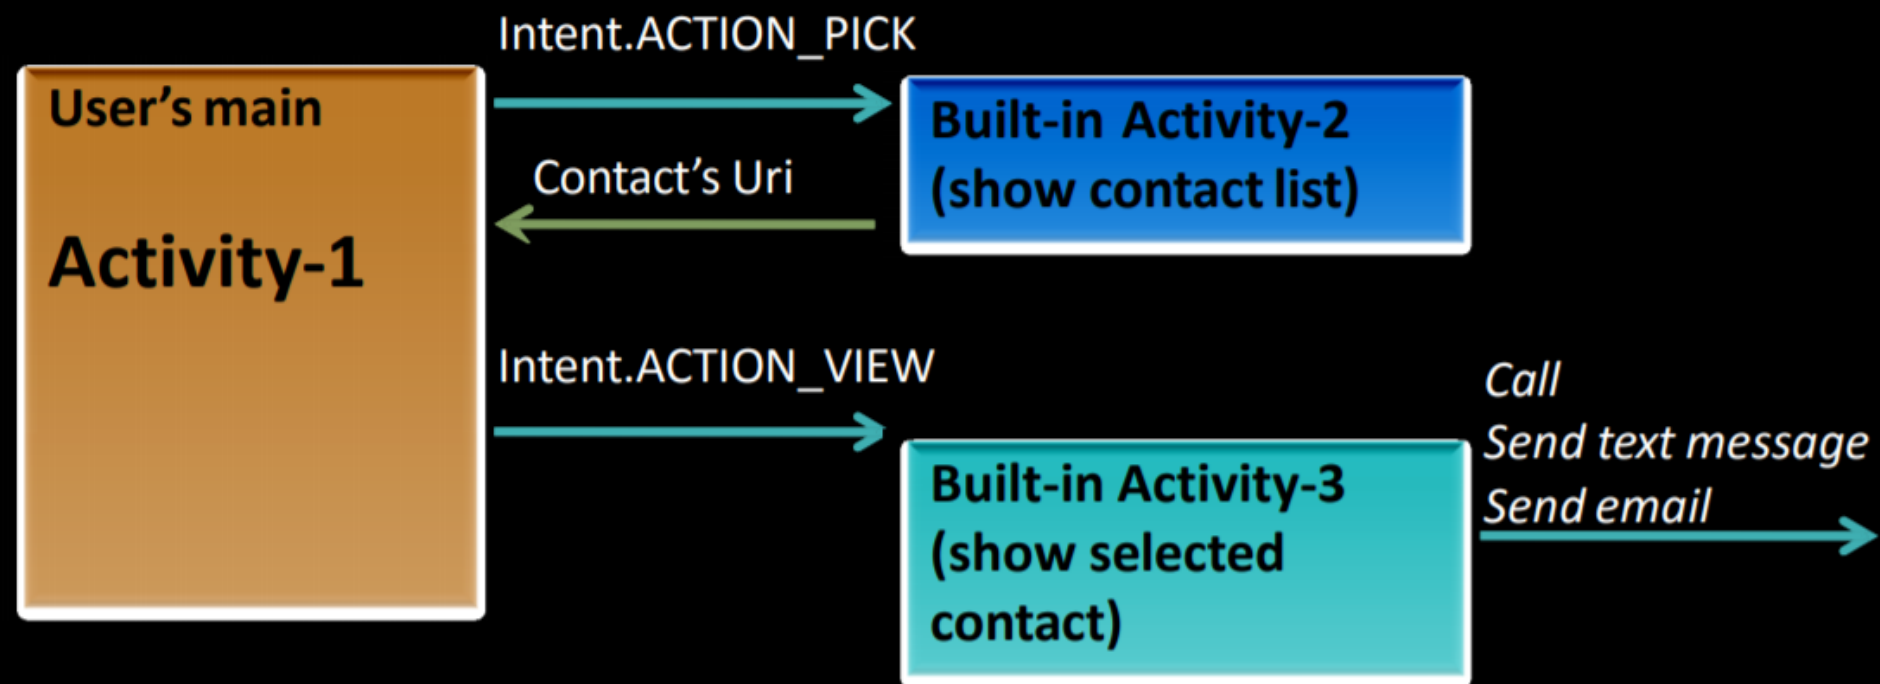 Intent.ACTION_PICK
User's main
Activity-1
Contact's Uri
Built-in Activity-2
(show contact list)
Intent.ACTION_VIEW
Built-in Activity-3
(show selected
contact)
Call
Send text message
Send email